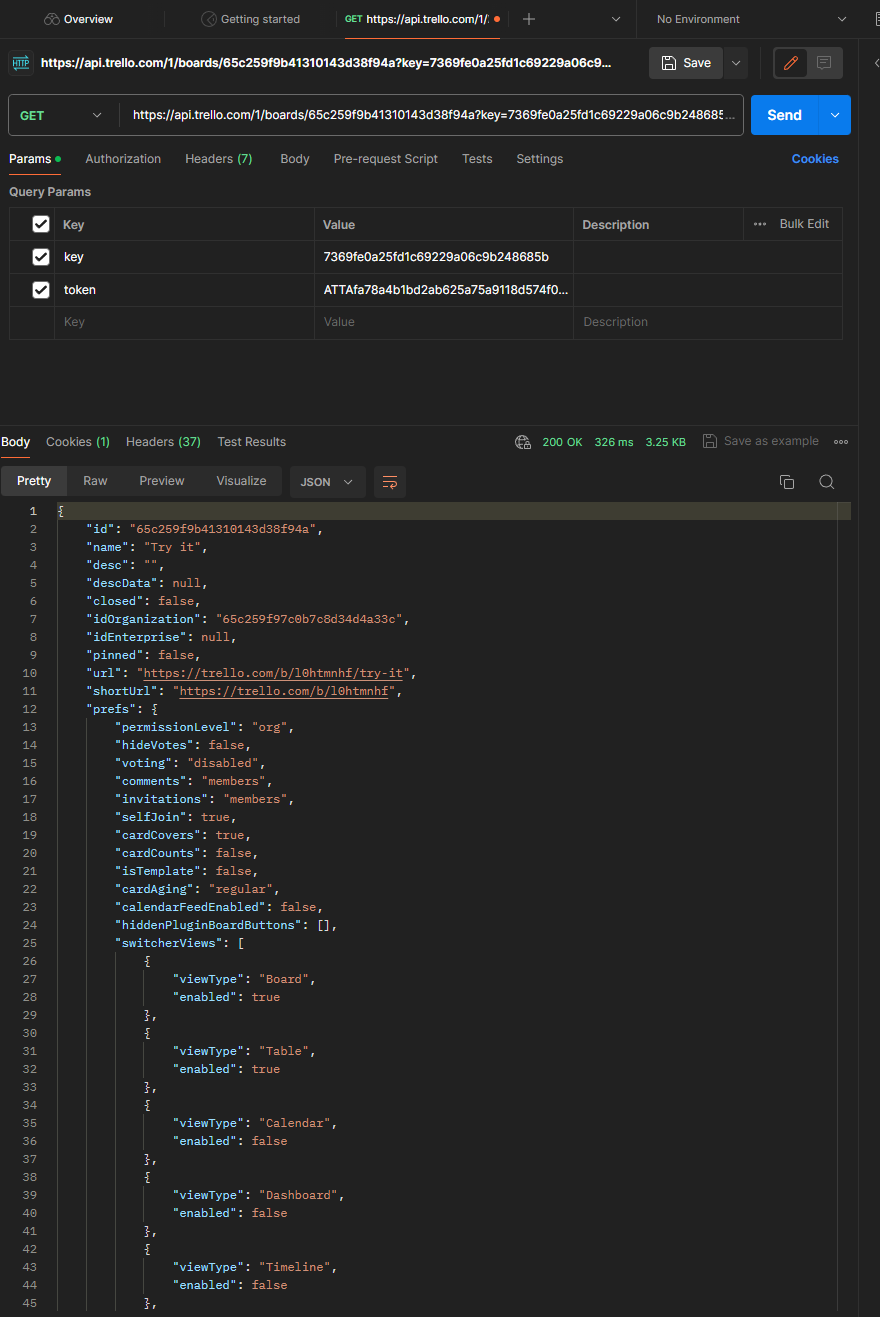 Overview
Getting started
GET https://api.trello.com/1/
No Environment
HTTP https://api.trello.com/1/boards/65c259f9b41310143d38f94a?key=7369fe0a25fd1c69229a06c9...
Save
GET
https://api.trello.com/1/boards/65c259f9b41310143d38f94a?key=7369fe0a25fd1c69229a06c9b248685...
Send
Params Authorization Headers (7) Body Pre-request Script Tests Settings Cookies
Query Params
Key Value Description ... Bulk Edit
key 7369fe0a25fd1c69229a06c9b248685b
token ATTAfa78a4b1bd2ab625a75a9118d574f0...
Key Value Description
Body Cookies (1) Headers (37) Test Results 200 OK 326 ms 3.25 KB Save as example
Pretty Raw Preview Visualize JSON
1 {
2 "id": "65c259f9b41310143d38f94a",
3 "name": "Try it",
4 "desc": "",
5 "descData": null,
6 "closed": false,
7 "idOrganization": "65c259f97c0b7c8d34d4a33c",
8 "idEnterprise": null,
9 "pinned": false,
10 "url": "https://trello.com/b/l0htmnhf/try-it",
11 "shortUrl": "https://trello.com/b/l0htmnhf",
12 "prefs": {
13 "permissionLevel": "org",
14 "hideVotes": false,
15 "voting": "disabled",
16 "comments": "members",
17 "invitations": "members",
18 "selfJoin": true,
19 "cardCovers": true,
20 "cardCounts": false,
21 "isTemplate": false,
22 "cardAging": "regular",
23 "calendarFeedEnabled": false,
24 "hiddenPluginBoardButtons": [],
25 "switcherViews": [
26 {
27 "viewType": "Board",
28 "enabled": true
29 },
30 {
31 "viewType": "Table",
32 "enabled": true
33 },
34 {
35 "viewType": "Calendar",
36 "enabled": false
37 },
38 {
39 "viewType": "Dashboard",
40 "enabled": false
41 },
42 {
43 "viewType": "Timeline",
44 "enabled": false
45 },